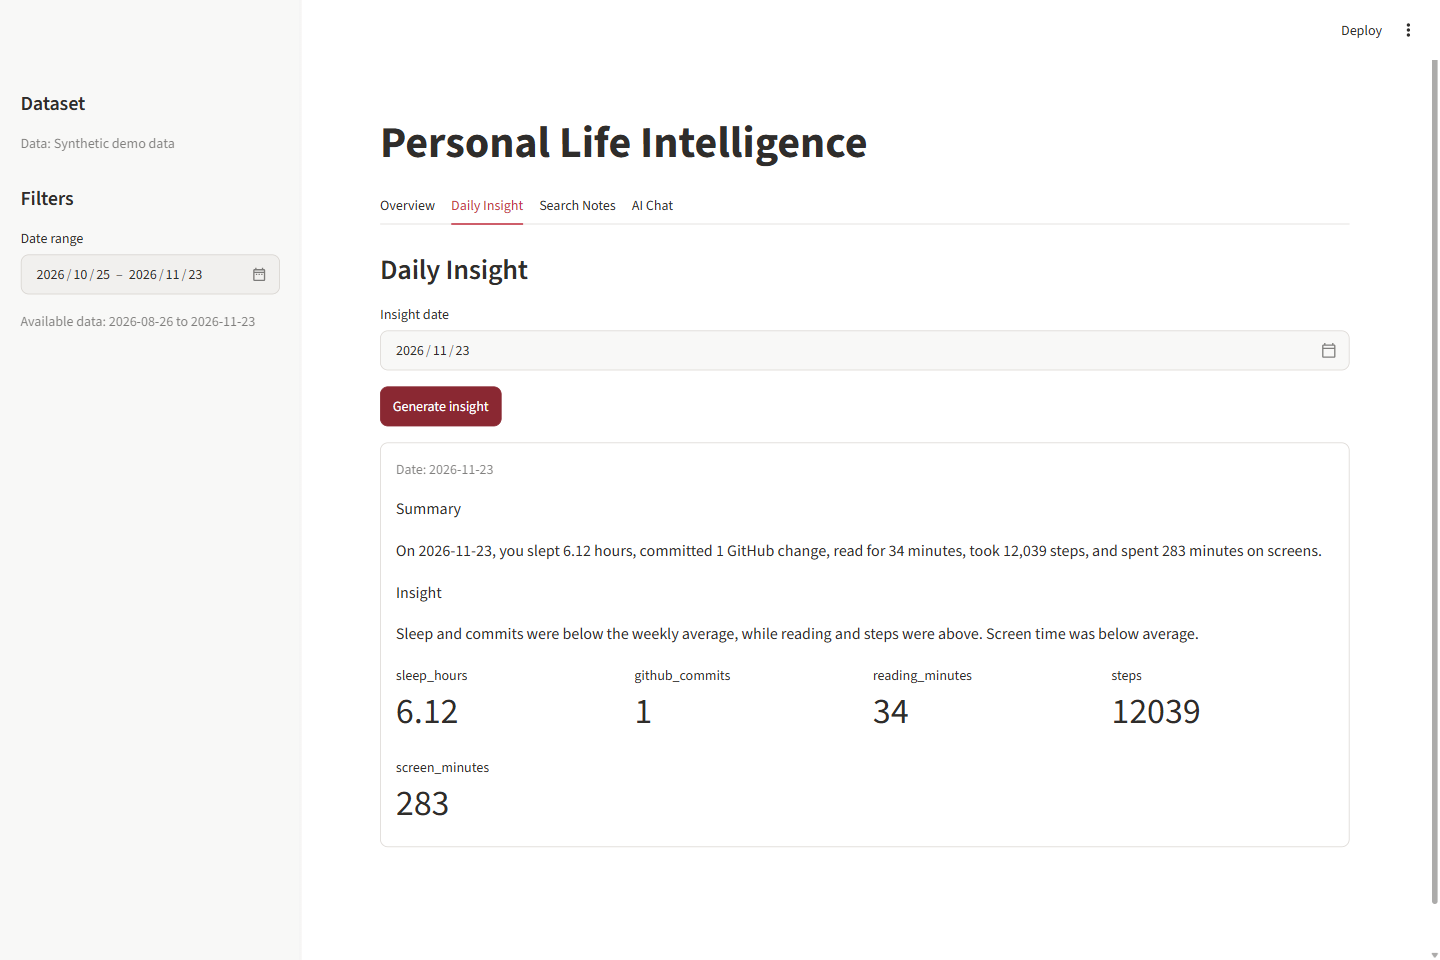 Deploy
Dataset
Data: Synthetic demo data
Filters
Date range
2026/10/25 – 2026/11/23
Available data: 2026-08-26 to 2026-11-23
Personal Life Intelligence
Overview Daily Insight Search Notes AI Chat
Daily Insight
Insight date
2026/11/23
Generate insight
Date: 2026-11-23
Summary
On 2026-11-23, you slept 6.12 hours, committed 1 GitHub change, read for 34 minutes, took 12,039 steps, and spent 283 minutes on screens.
Insight
Sleep and commits were below the weekly average, while reading and steps were above. Screen time was below average.
sleep_hours github_commits reading_minutes steps
6.12 1 34 12039
screen_minutes
283